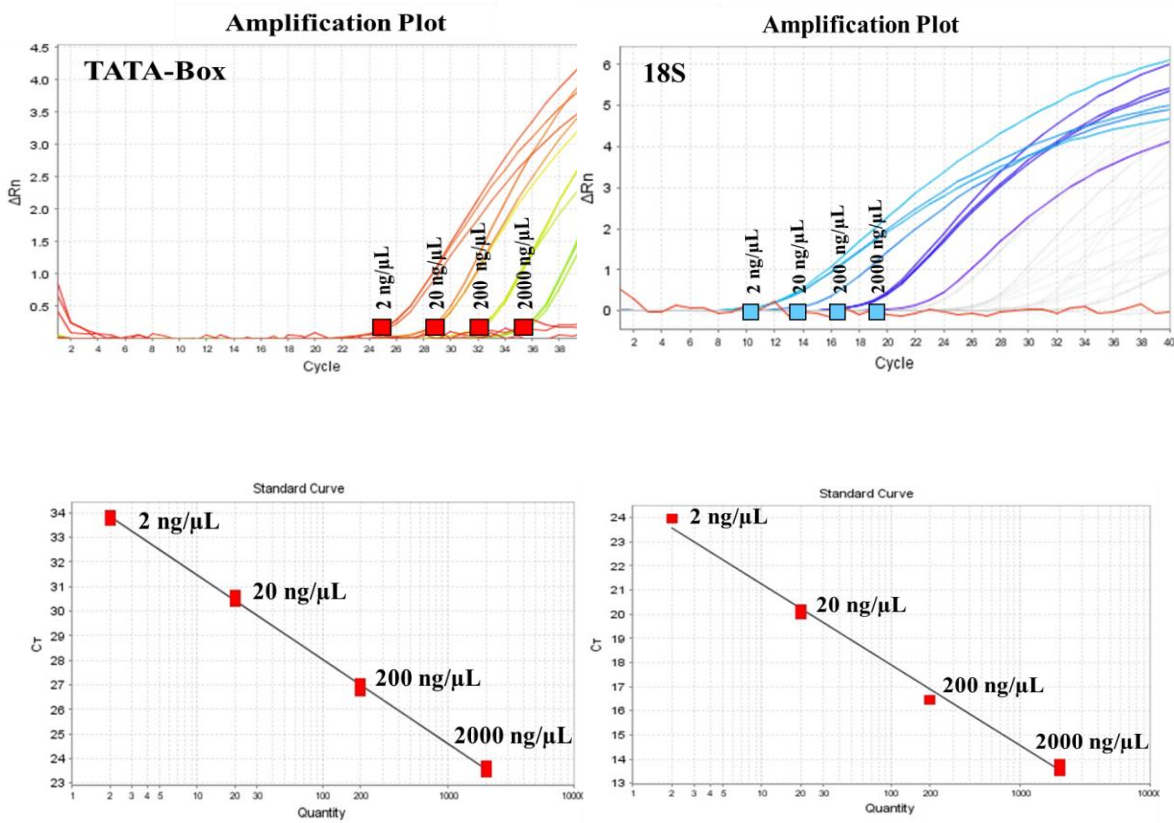 Amplification Plot
TATA-Box
4.5
4.0
3.5
3.0
2.5
2.0
1.5
1.0
0.5
ΔRn
2 ng/µL
20 ng/µL
200 ng/µL
2000 ng/µL
2 4 6 8 10 12 14 16 18 20 22 24 26 28 30 32 34 36 38
Cycle
Amplification Plot
18S
6
5
4
3
2
1
0
ΔRn
2 ng/µL
20 ng/µL
200 ng/µL
2000 ng/µL
2 4 6 8 10 12 14 16 18 20 22 24 26 28 30 32 34 36 38 40
Cycle
Standard Curve
34
33
32
31
30
29
28
27
26
25
24
23
Cт
2 ng/µL
20 ng/µL
200 ng/µL
2000 ng/µL
1 2 3 4 5 10 20 30 100 200 1000 10000
Quantity
Standard Curve
24
23
22
21
20
19
18
17
16
15
14
13
Cт
2 ng/µL
20 ng/µL
200 ng/µL
2000 ng/µL
1 2 3 4 5 10 20 30 100 200 1000 1000
Quantity